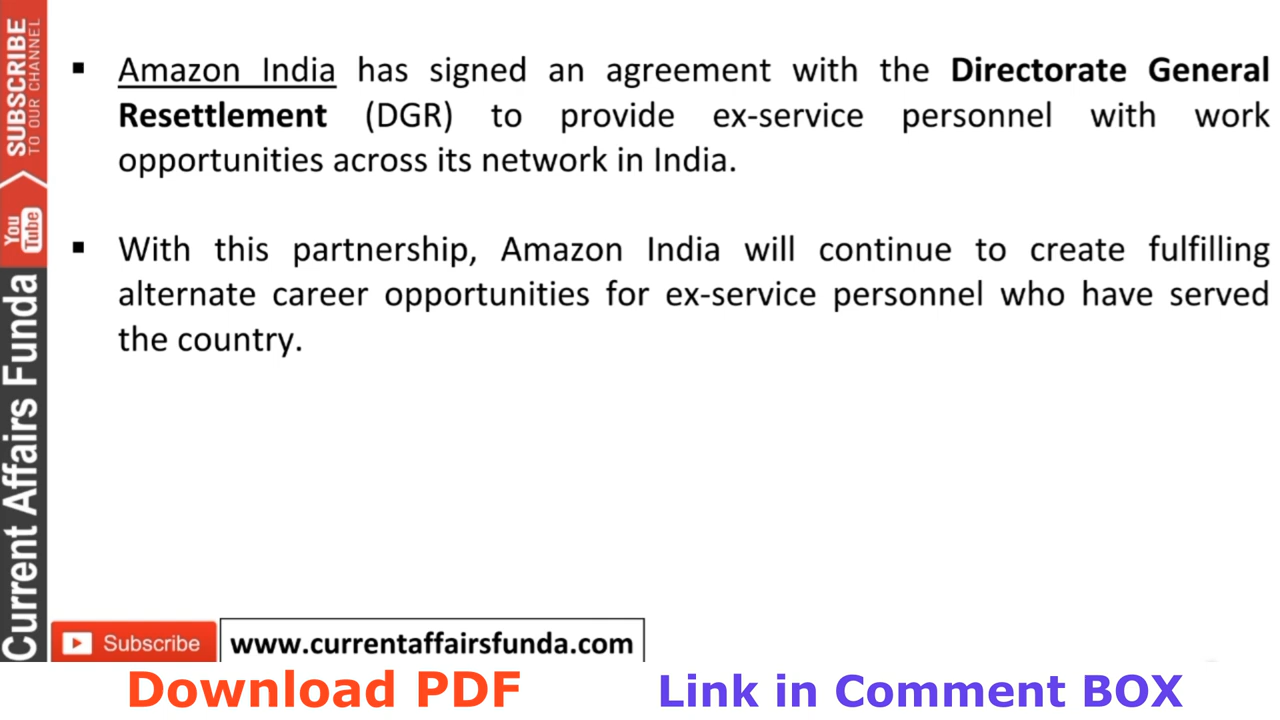 ▪ Amazon India has signed an agreement with the Directorate General
Resettlement (DGR) to provide ex-service personnel with work
opportunities across its network in India.
▪ With this partnership, Amazon India will continue to create fulfilling
alternate career opportunities for ex-service personnel who have served
the country.
SUBSCRIBE
TO OUR CHANNEL
You
Tube
Current Affairs Funda
Subscribe
www.currentaffairsfunda.com
Download PDF
Link in Comment BOX